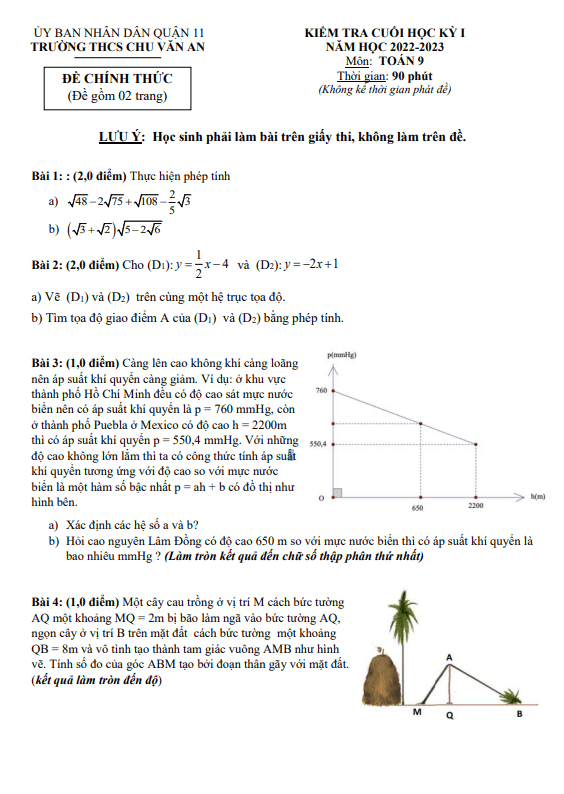 ỦY BAN NHÂN DÂN QUẬN 11
TRƯỜNG THCS CHU VĂN AN
ĐỀ CHÍNH THỨC
(Đề gồm 02 trang)
KIỂM TRA CUỐI HỌC KỲ I
NĂM HỌC 2022-2023
Môn: TOÁN 9
Thời gian: 90 phút
(Không kể thời gian phát đề)
LƯU Ý: Học sinh phải làm bài trên giấy thi, không làm trên đề.
Bài 1: : (2,0 điểm) Thực hiện phép tính
a) √48 − 2√75 + √108 − 2/5 √3
b) (√3 + √2)√(5 − 2√6)
Bài 2: (2,0 điểm) Cho (D1): y = 1/2 x − 4 và (D2): y = −2x + 1
a) Vẽ (D1) và (D2) trên cùng một hệ trục tọa độ.
b) Tìm tọa độ giao điểm A của (D1) và (D2) bằng phép tính.
Bài 3: (1,0 điểm) Càng lên cao không khí càng loãng
nên áp suất khí quyển càng giảm. Ví dụ: ở khu vực
thành phố Hồ Chí Minh đều có độ cao sát mực nước
biển nên có áp suất khí quyển là p = 760 mmHg, còn
ở thành phố Puebla ở Mexico có độ cao h = 2200m
thì có áp suất khí quyển p = 550,4 mmHg. Với những
độ cao không lớn lắm thì ta có công thức tính áp suất
khí quyển tương ứng với độ cao so với mực nước
biển là một hàm số bậc nhất p = ah + b có đồ thị như
hình bên.
p(mmHg)
760
550,4
O
650
2200
h(m)
a) Xác định các hệ số a và b?
b) Hỏi cao nguyên Lâm Đồng có độ cao 650 m so với mực nước biển thì có áp suất khí quyển là
bao nhiêu mmHg ? (Làm tròn kết quả đến chữ số thập phân thứ nhất)
Bài 4: (1,0 điểm) Một cây cau trồng ở vị trí M cách bức tường
AQ một khoảng MQ = 2m bị bão làm ngã vào bức tường AQ,
ngọn cây ở vị trí B trên mặt đất cách bức tường một khoảng
QB = 8m và vô tình tạo thành tam giác vuông AMB như hình
vẽ. Tính số đo của góc ABM tạo bởi đoạn thân gãy với mặt đất.
(kết quả làm tròn đến độ)
A
M
Q
B